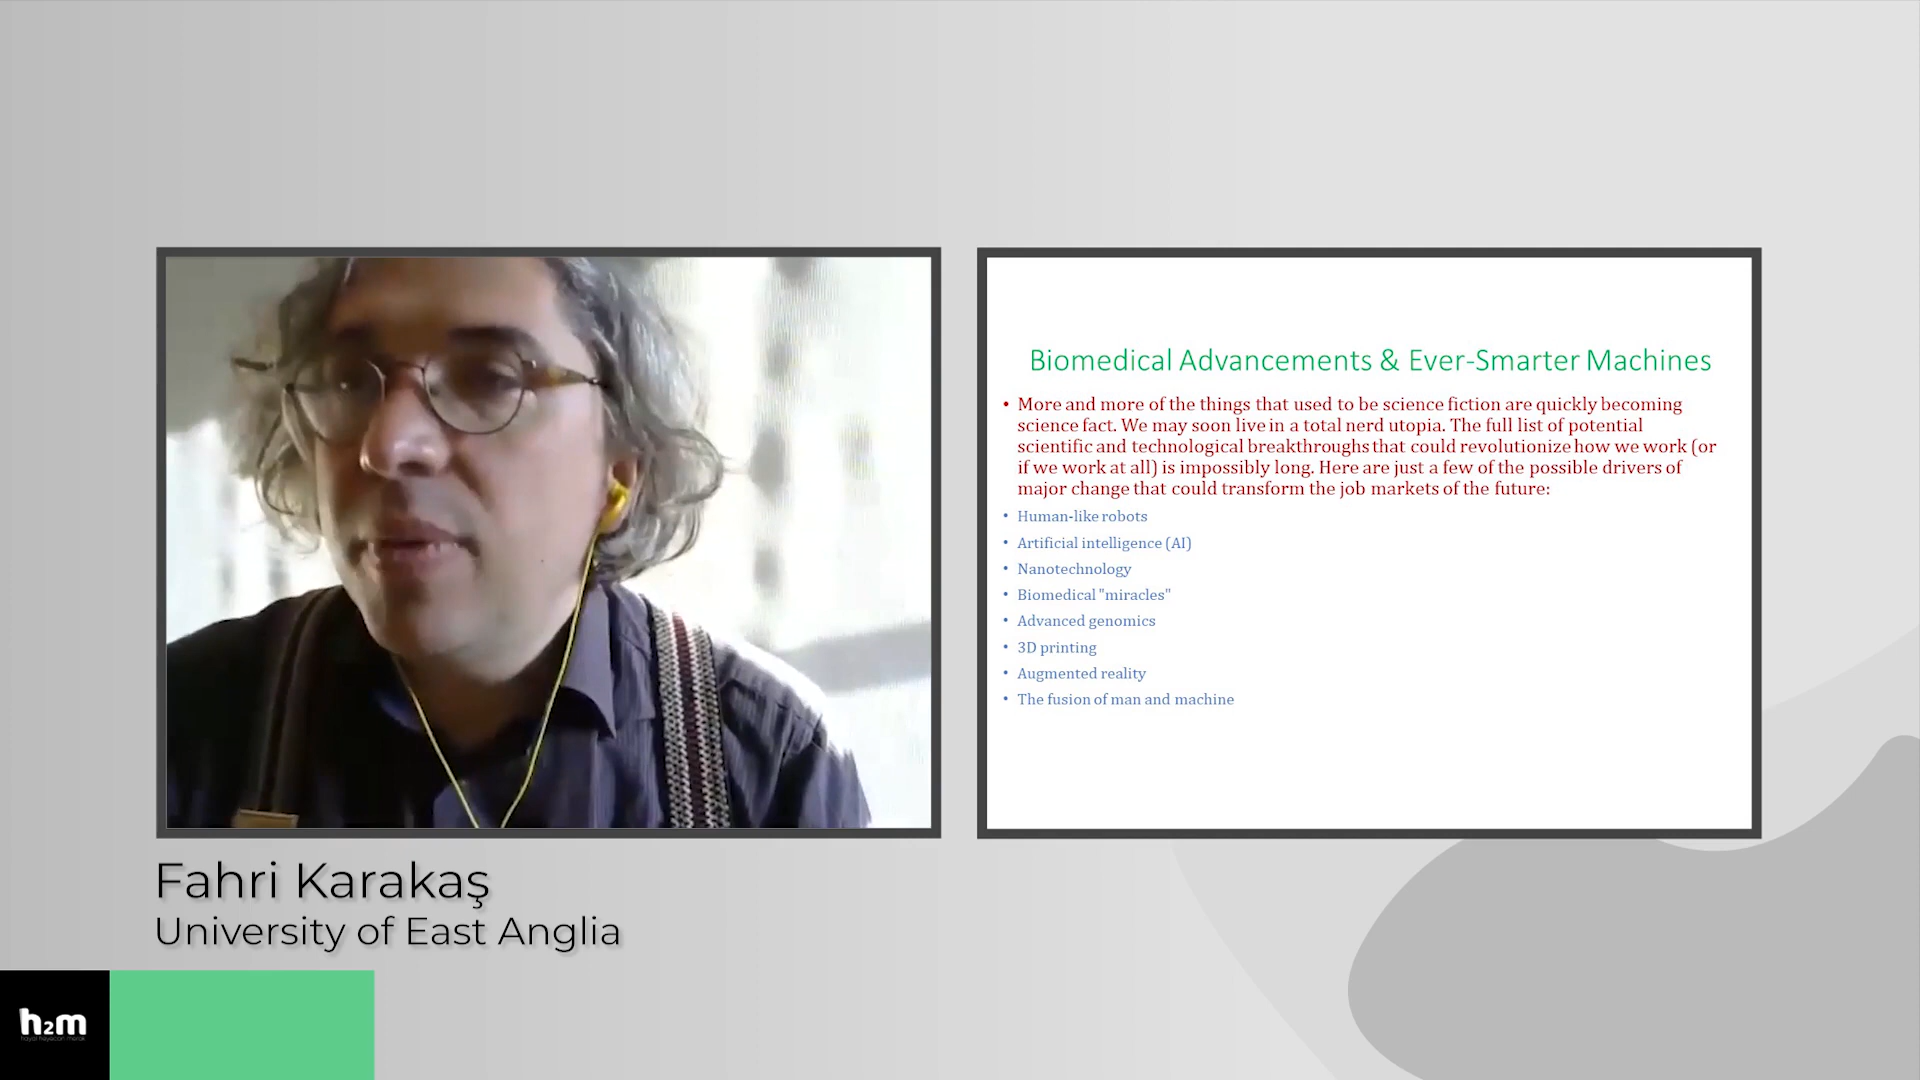 Biomedical Advancements & Ever-Smarter Machines
• More and more of the things that used to be science fiction are quickly becoming
science fact. We may soon live in a total nerd utopia. The full list of potential
scientific and technological breakthroughs that could revolutionize how we work (or
if we work at all) is impossibly long. Here are just a few of the possible drivers of
major change that could transform the job markets of the future:
• Human-like robots
• Artificial intelligence (AI)
• Nanotechnology
• Biomedical "miracles"
• Advanced genomics
• 3D printing
• Augmented reality
• The fusion of man and machine
Fahri Karakaş
University of East Anglia
h2m
hayal heyecan merak